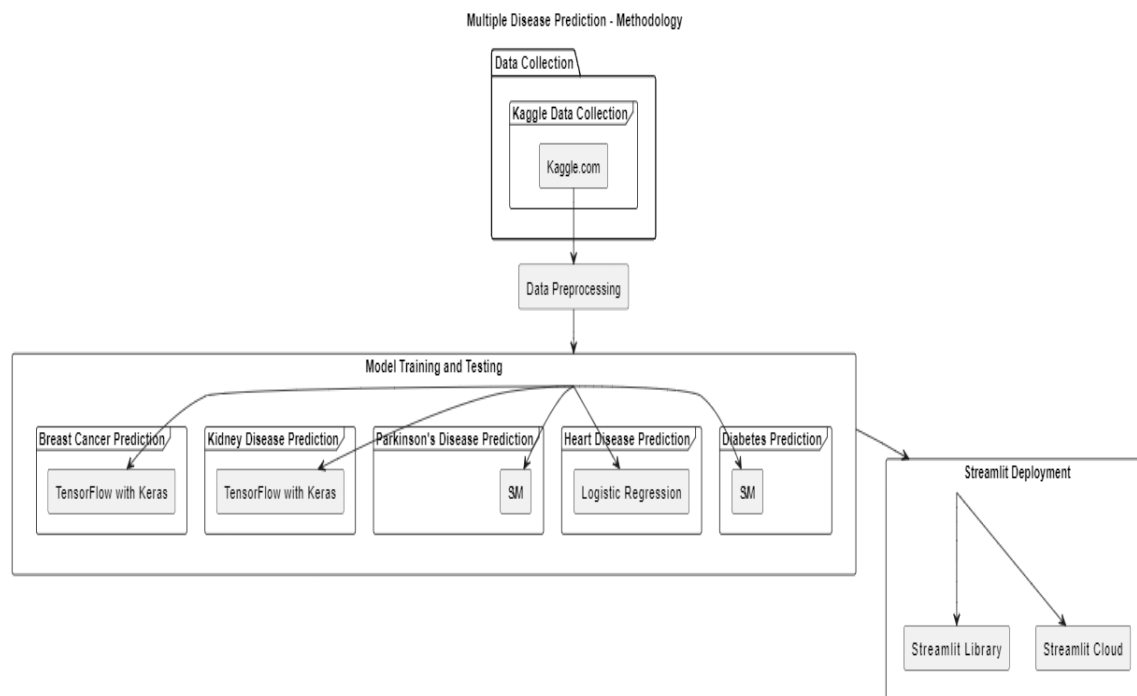 Multiple Disease Prediction - Methodology
Data Collection
Kaggle Data Collection
Kaggle.com
Data Preprocessing
Model Training and Testing
Breast Cancer Prediction
Kidney Disease Prediction
Parkinson's Disease Prediction
Heart Disease Prediction
Diabetes Prediction
TensorFlow with Keras
TensorFlow with Keras
SVM
Logistic Regression
SVM
Streamlit Deployment
Streamlit Library
Streamlit Cloud